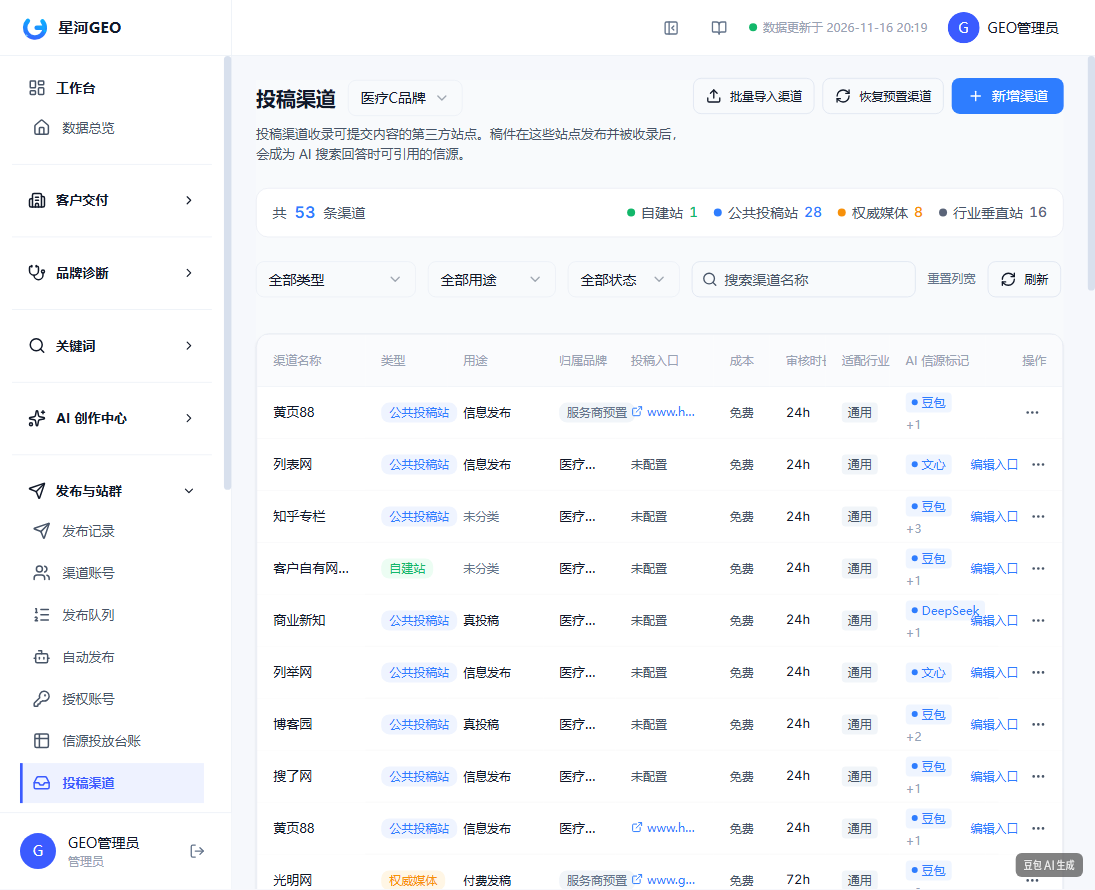 星河GEO
数据更新于 2026-11-16 20:19
G
GEO管理员
工作台
数据总览
客户交付
品牌诊断
关键词
AI 创作中心
发布与站群
发布记录
渠道账号
发布队列
自动发布
授权账号
信源投放台账
投稿渠道
G
GEO管理员
管理员
投稿渠道 医疗C品牌
批量导入渠道 恢复预置渠道 新增渠道
投稿渠道收录可提交内容的第三方站点。稿件在这些站点发布并被收录后，
会成为 AI 搜索回答时可引用的信源。
共 53 条渠道 自建站 1 公共投稿站 28 权威媒体 8 行业垂直站 16
全部类型 全部用途 全部状态 搜索渠道名称 重置列宽 刷新
渠道名称 类型 用途 归属品牌 投稿入口 成本 审核时长 适配行业 AI 信源标记 操作
黄页88 公共投稿站 信息发布 服务商预置 www.h... 免费 24h 通用 豆包 ···
+1
列表网 公共投稿站 信息发布 医疗... 未配置 免费 24h 通用 文心 编辑入口 ···
知乎专栏 公共投稿站 未分类 医疗... 未配置 免费 24h 通用 豆包 编辑入口 ···
+3
客户自有网... 自建站 未分类 医疗... 未配置 免费 24h 通用 豆包 编辑入口 ···
+1
商业新知 公共投稿站 真投稿 医疗... 未配置 免费 24h 通用 DeepSeek 编辑入口 ···
+1
列举网 公共投稿站 信息发布 医疗... 未配置 免费 24h 通用 文心 编辑入口 ···
博客园 公共投稿站 真投稿 医疗... 未配置 免费 24h 通用 豆包 编辑入口 ···
+2
搜了网 公共投稿站 信息发布 医疗... 未配置 免费 24h 通用 豆包 编辑入口 ···
+1
黄页88 公共投稿站 信息发布 医疗... www.h... 免费 24h 通用 豆包 编辑入口 ···
+1
光明网 权威媒体 付费发稿 服务商预置 www.g... 免费 72h 通用 豆包 ···
豆包 AI 生成